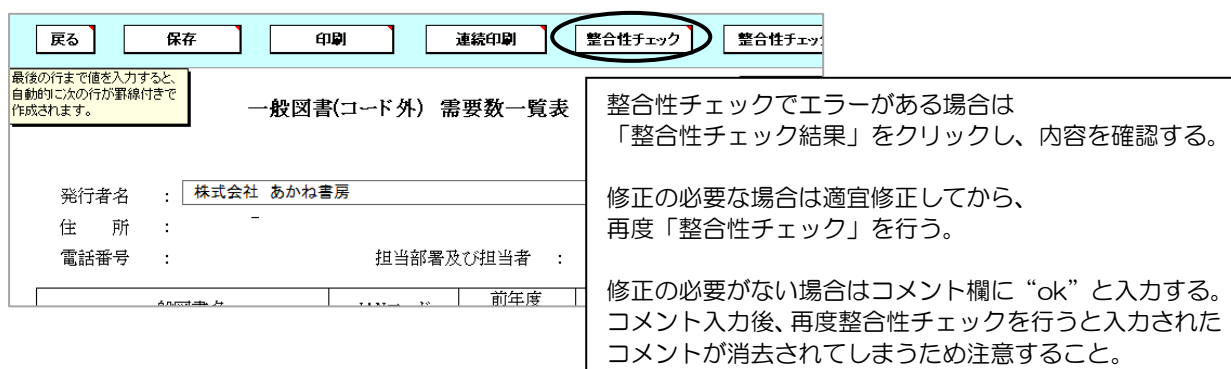 戻る 保存 印刷 連続印刷 整合性チェック 整合性チェッ
最後の行まで値を入力すると、
自動的に次の行が罫線付きで
作成されます。
一般図書(コード外) 需要数一覧表
発行者名 : 株式会社 あかね書房
住 所 : −
電話番号 : 担当部署及び担当者 :
前年度
整合性チェックでエラーがある場合は
「整合性チェック結果」をクリックし、内容を確認する。
修正の必要な場合は適宜修正してから、
再度「整合性チェック」を行う。
修正の必要がない場合はコメント欄に“ok”と入力する。
コメント入力後、再度整合性チェックを行うと入力された
コメントが消去されてしまうため注意すること。